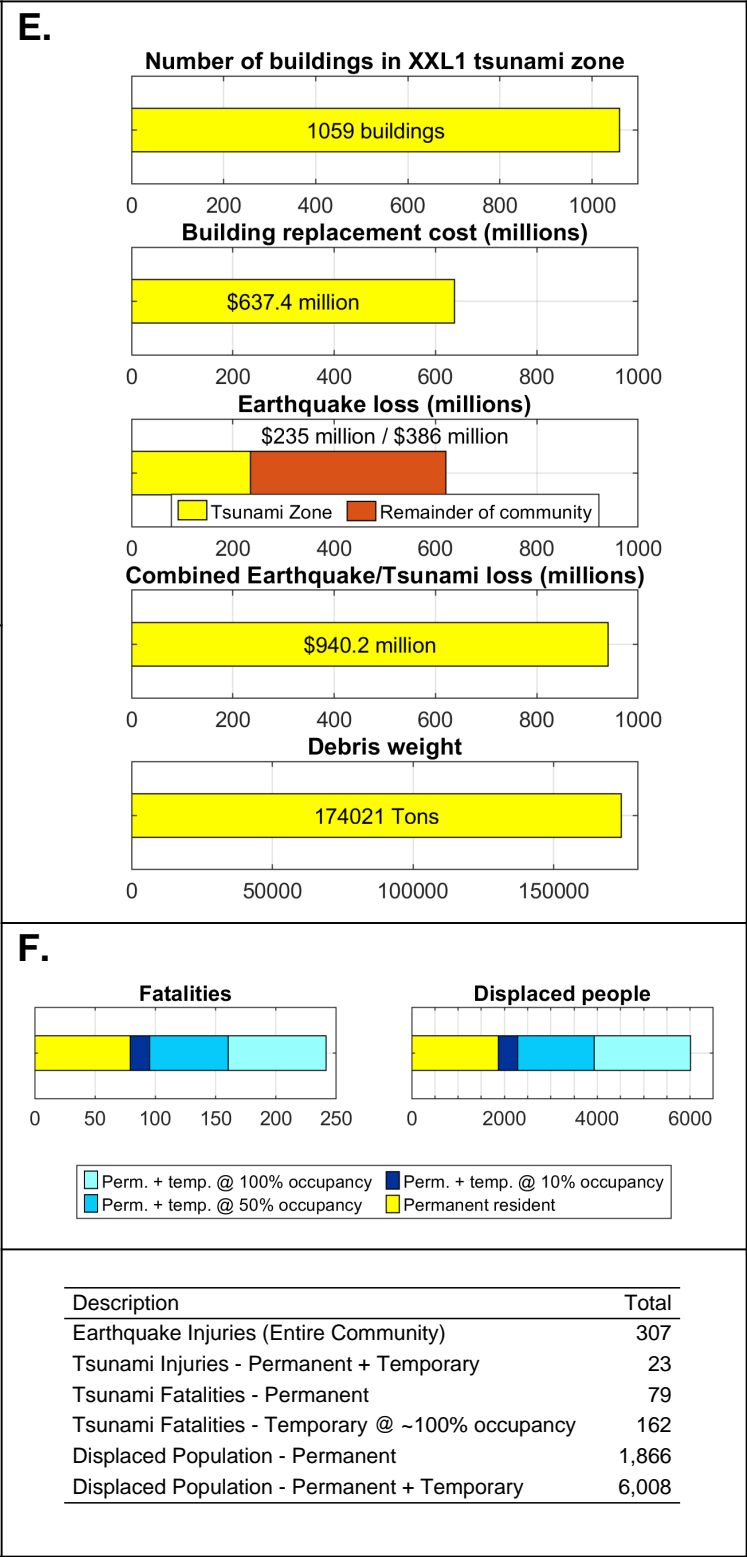 E.
Number of buildings in XXL1 tsunami zone
1059 buildings
0 200 400 600 800 1000
Building replacement cost (millions)
$637.4 million
0 200 400 600 800 1000
Earthquake loss (millions)
$235 million / $386 million
Tsunami Zone Remainder of community
0 200 400 600 800 1000
Combined Earthquake/Tsunami loss (millions)
$940.2 million
0 200 400 600 800 1000
Debris weight
174021 Tons
0 50000 100000 150000
F.
Fatalities Displaced people
0 50 100 150 200 250 0 2000 4000 6000
Perm. + temp. @ 100% occupancy Perm. + temp. @ 10% occupancy
Perm. + temp. @ 50% occupancy Permanent resident
Description Total
Earthquake Injuries (Entire Community) 307
Tsunami Injuries - Permanent + Temporary 23
Tsunami Fatalities - Permanent 79
Tsunami Fatalities - Temporary @ ~100% occupancy 162
Displaced Population - Permanent 1,866
Displaced Population - Permanent + Temporary 6,008